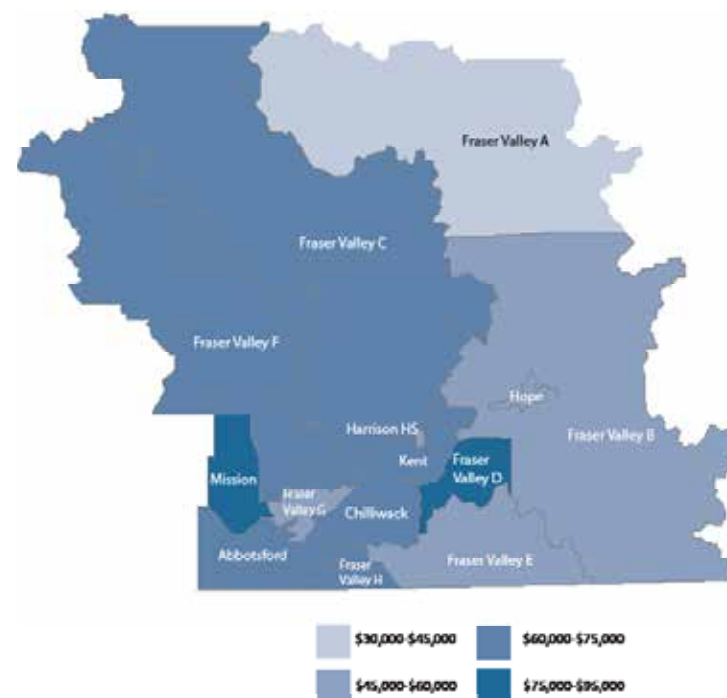 Fraser Valley A
Fraser Valley C
Fraser Valley F
Hope
Harrison HS
Fraser Valley B
Kent
Fraser
Valley D
Mission
Fraser
Valley G
Chilliwack
Abbotsford
Fraser Valley E
Fraser
Valley H
$30,000-$45,000
$60,000-$75,000
$45,000-$60,000
$75,000-$95,000